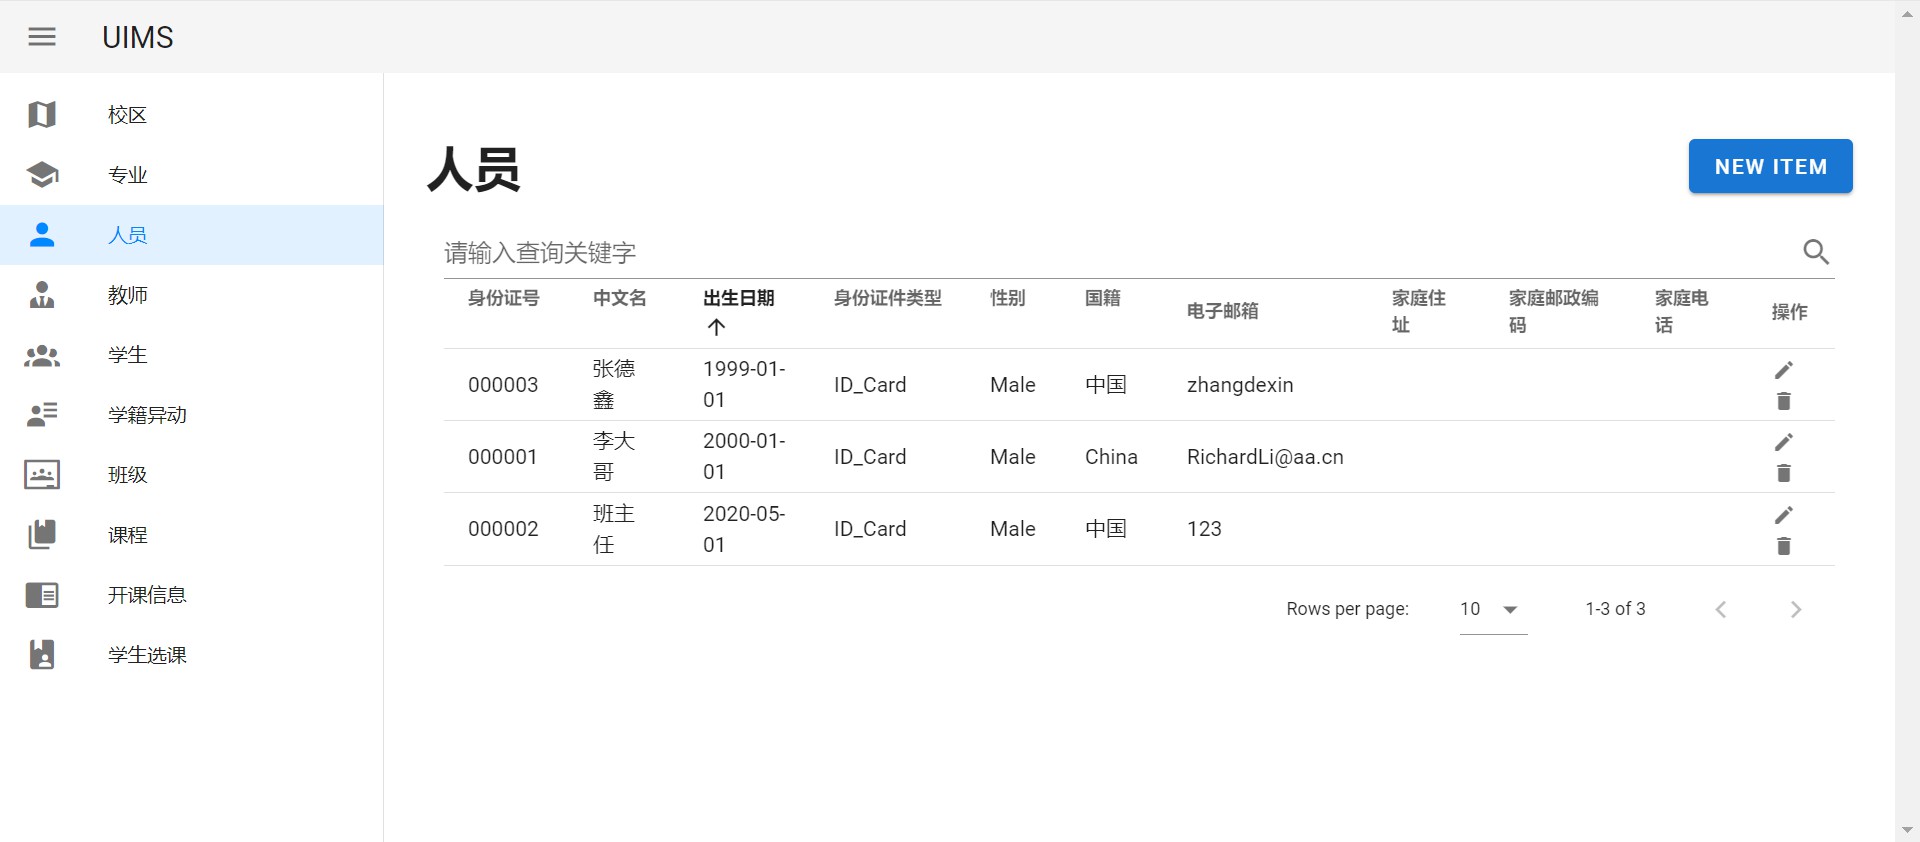 UIMS
校区
专业
人员
教师
学生
学籍异动
班级
课程
开课信息
学生选课
人员
NEW ITEM
请输入查询关键字
身份证号 中文名 出生日期 身份证件类型 性别 国籍 电子邮箱 家庭住址 家庭邮政编码 家庭电话 操作
000003 张德鑫 1999-01-01 ID_Card Male 中国 zhangdexin
000001 李大哥 2000-01-01 ID_Card Male China RichardLi@aa.cn
000002 班主任 2020-05-01 ID_Card Male 中国 123
Rows per page: 10 1-3 of 3